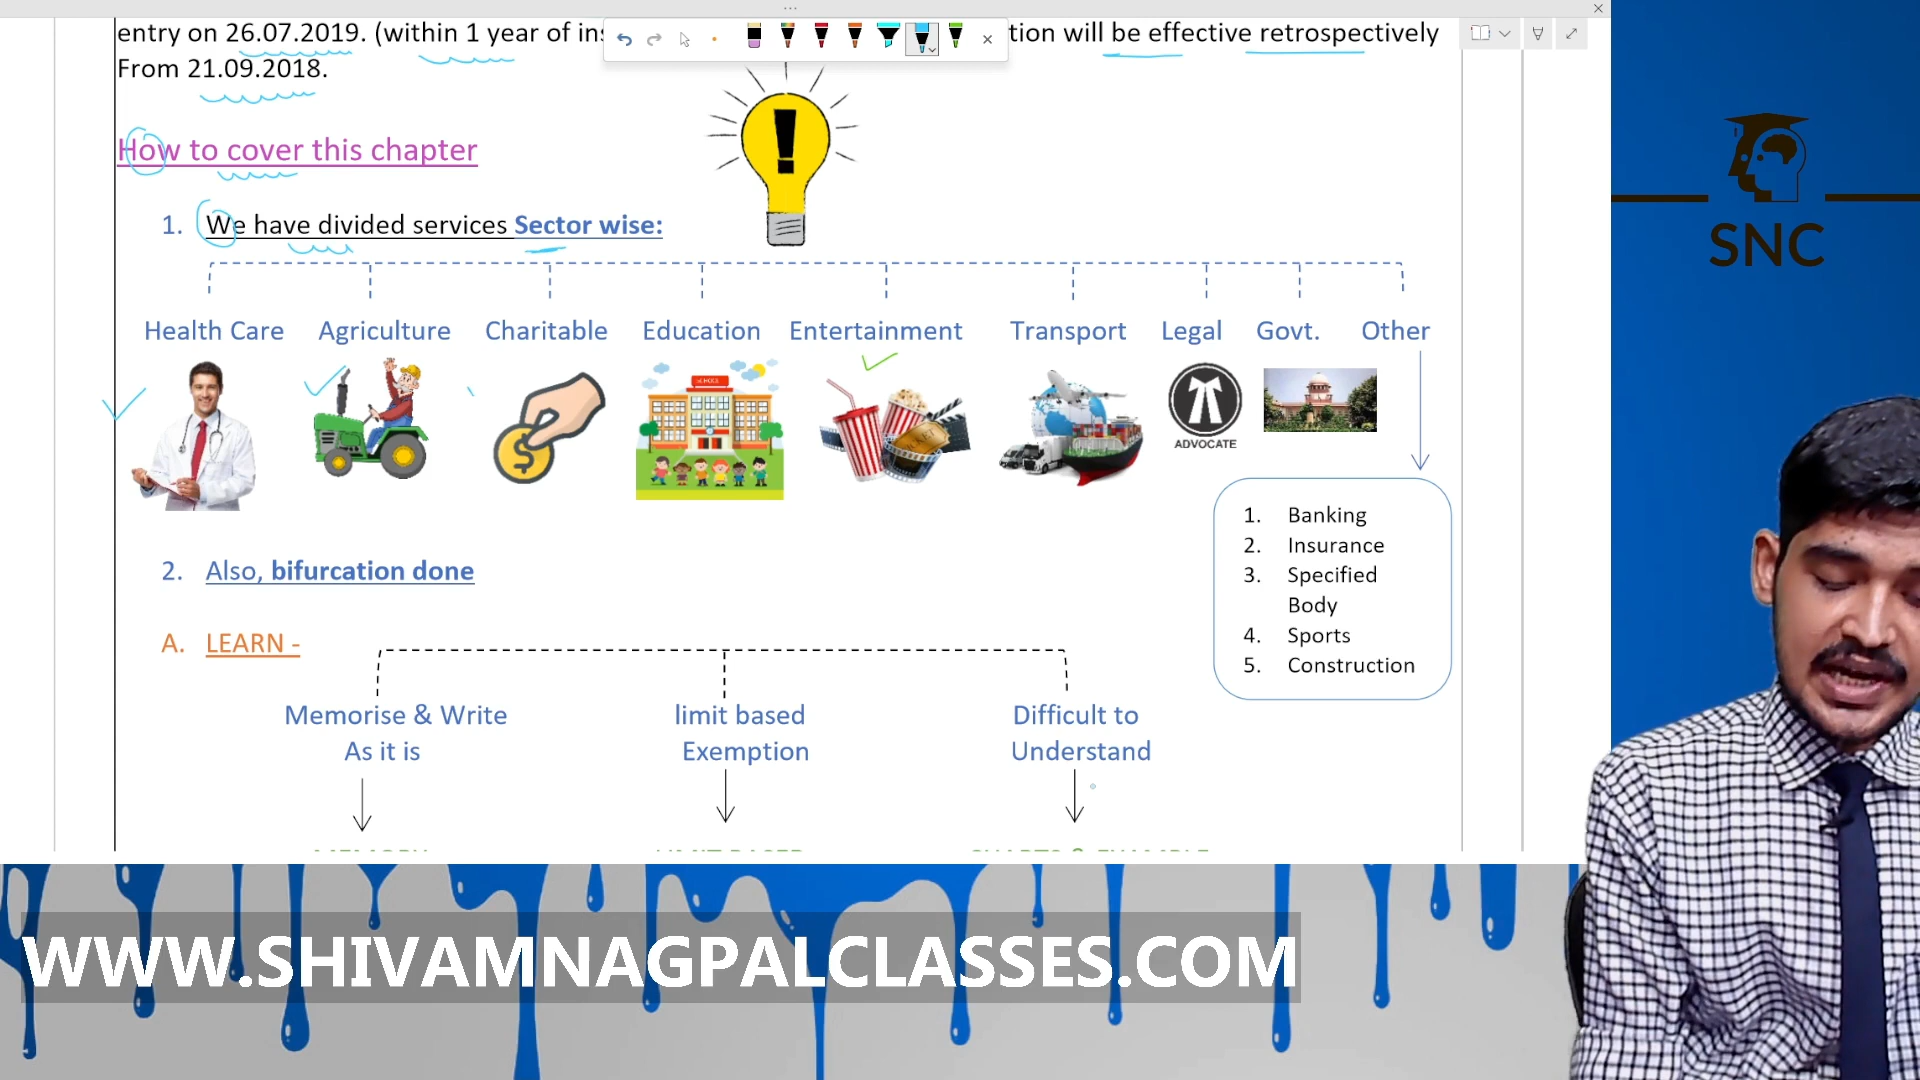 entry on 26.07.2019. (within 1 year of ins tion will be effective retrospectively
From 21.09.2018.
How to cover this chapter
1. We have divided services Sector wise:
Health Care Agriculture Charitable Education Entertainment Transport Legal Govt. Other
SCHOOL
ADVOCATE
1. Banking
2. Insurance
3. Specified
Body
4. Sports
5. Construction
2. Also, bifurcation done
A. LEARN -
Memorise & Write limit based Difficult to
As it is Exemption Understand
SNC
WWW.SHIVAMNAGPALCLASSES.COM